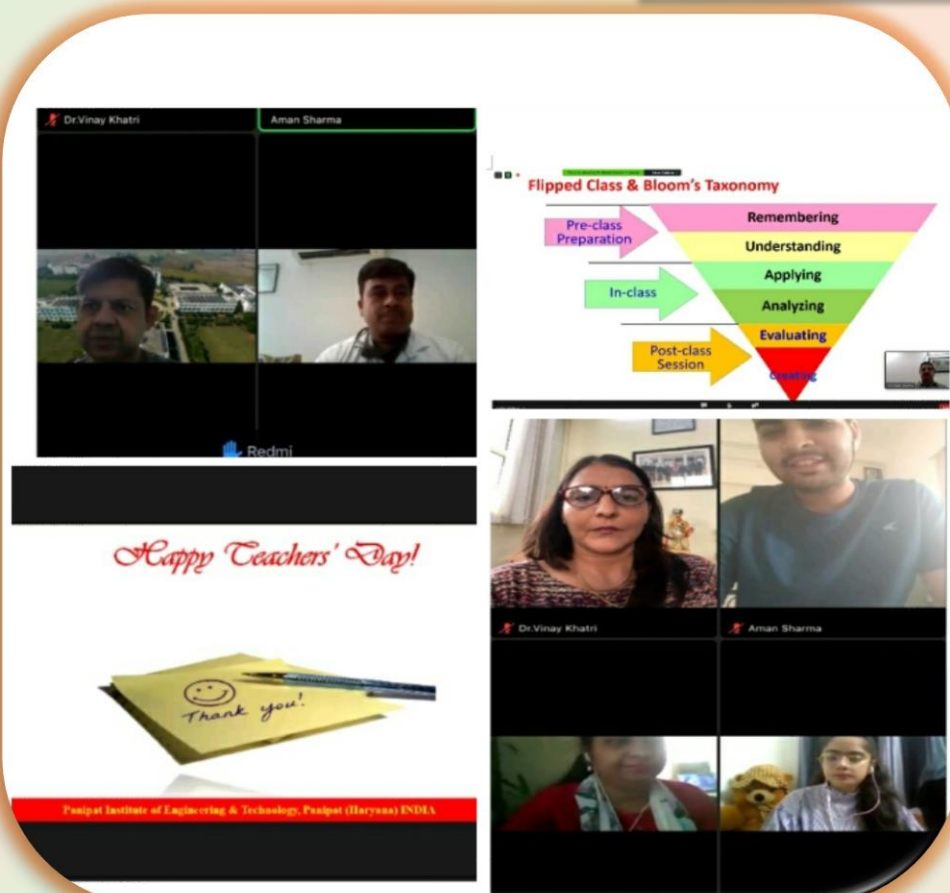 Dr.Vinay Khatri
Aman Sharma
Redmi
Flipped Class & Bloom's Taxonomy
Pre-class
Preparation
In-class
Post-class
Session
Remembering
Understanding
Applying
Analyzing
Evaluating
Creating
Happy Teachers' Day!
Thank you!
Panipat Institute of Engineering & Technology, Panipat (Haryana) INDIA
Dr.Vinay Khatri
Aman Sharma